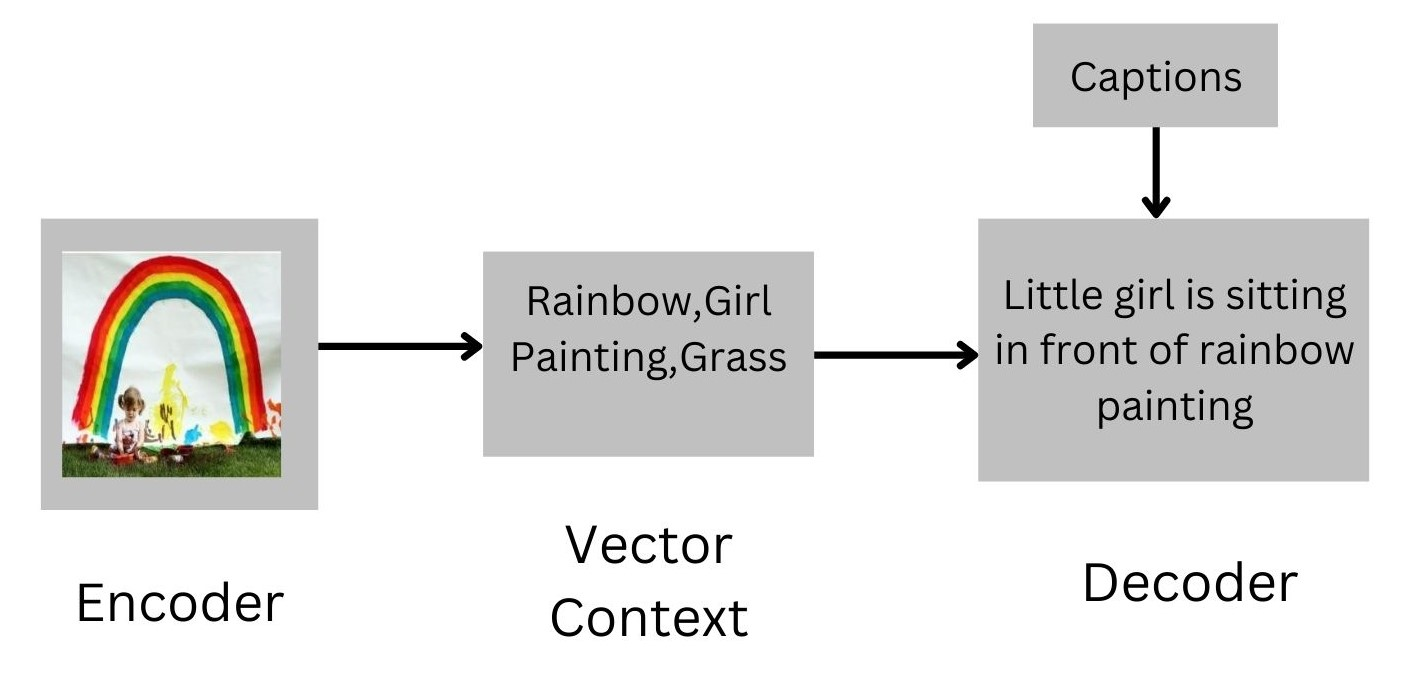 Captions
Rainbow,Girl
Painting,Grass
Little girl is sitting
in front of rainbow
painting
Encoder
Vector
Context
Decoder